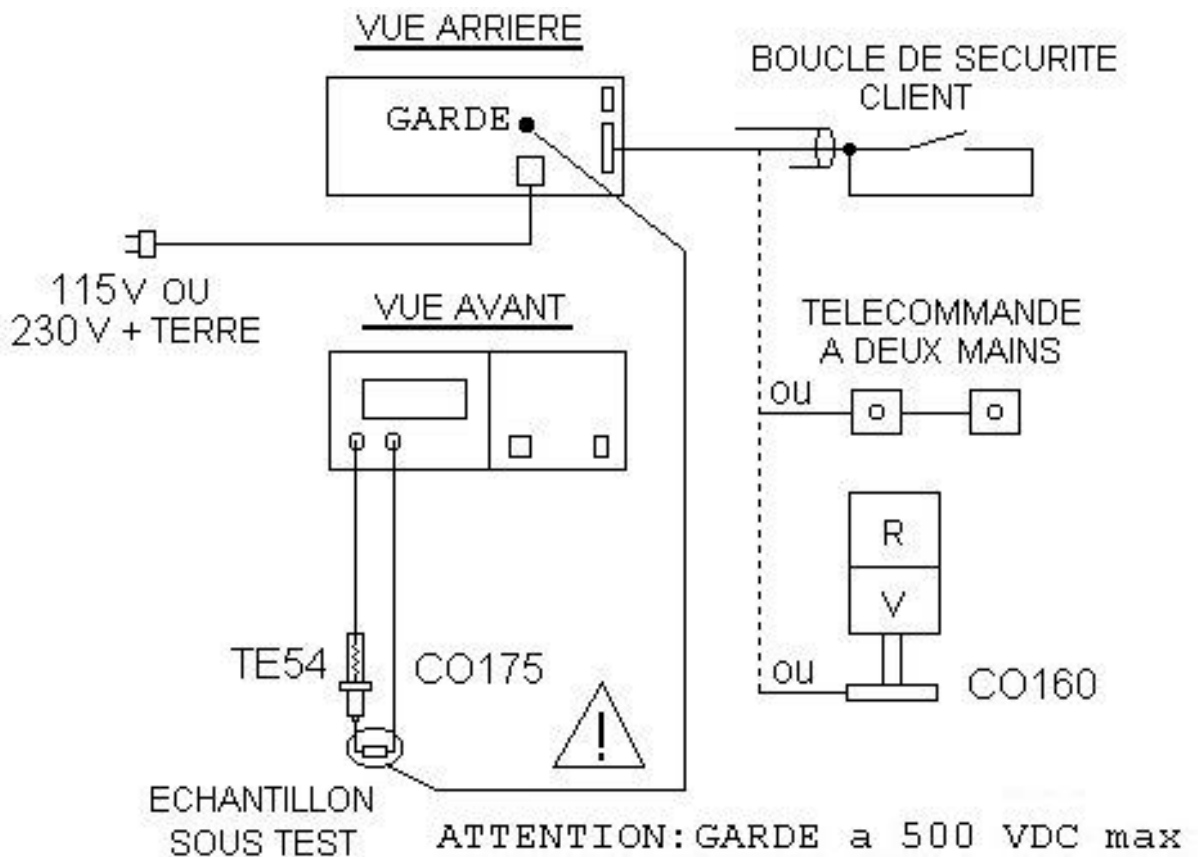 VUE ARRIERE
BOUCLE DE SECURITE
CLIENT
GARDE
115V OU
230V + TERRE
VUE AVANT
TELECOMMANDE
A DEUX MAINS
ou
R
V
TE54
CO175
ou
CO160
!
ECHANTILLON
SOUS TEST
ATTENTION: GARDE a 500 VDC max